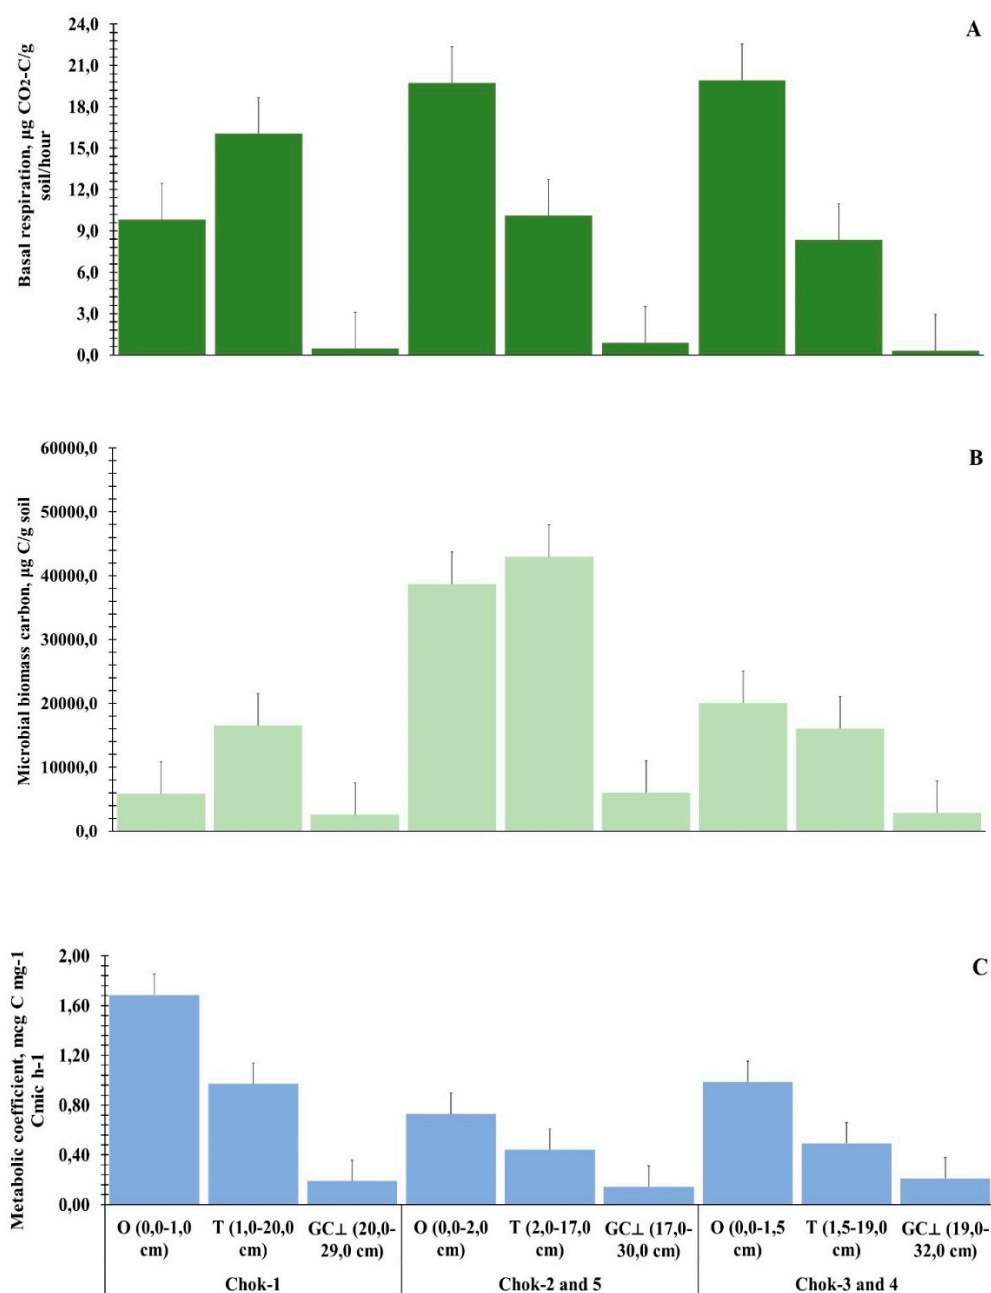 A
Basal respiration, µg CO2-C/g
soil/hour
24,0
21,0
18,0
15,0
12,0
9,0
6,0
3,0
0,0
B
Microbial biomass carbon, µg C/g soil
60000,0
50000,0
40000,0
30000,0
20000,0
10000,0
0,0
C
Metabolic coefficient, mcg C mg-1
Cmic h-1
2,00
1,60
1,20
0,80
0,40
0,00
O (0,0-1,0
cm)
T (1,0-20,0
cm)
GC⊥ (20,0-
29,0 cm)
O (0,0-2,0
cm)
T (2,0-17,0
cm)
GC⊥ (17,0-
30,0 cm)
O (0,0-1,5
cm)
T (1,5-19,0
cm)
GC⊥ (19,0-
32,0 cm)
Chok-1
Chok-2 and 5
Chok-3 and 4